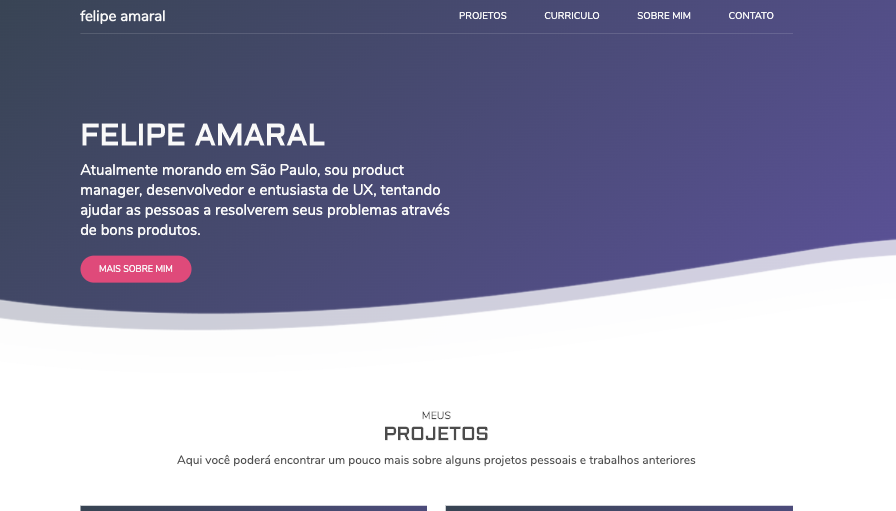 felipe amaral
PROJETOS
CURRICULO
SOBRE MIM
CONTATO
FELIPE AMARAL
Atualmente morando em São Paulo, sou product
manager, desenvolvedor e entusiasta de UX, tentando
ajudar as pessoas a resolverem seus problemas através
de bons produtos.
MAIS SOBRE MIM
MEUS
PROJETOS
Aqui você poderá encontrar um pouco mais sobre alguns projetos pessoais e trabalhos anteriores